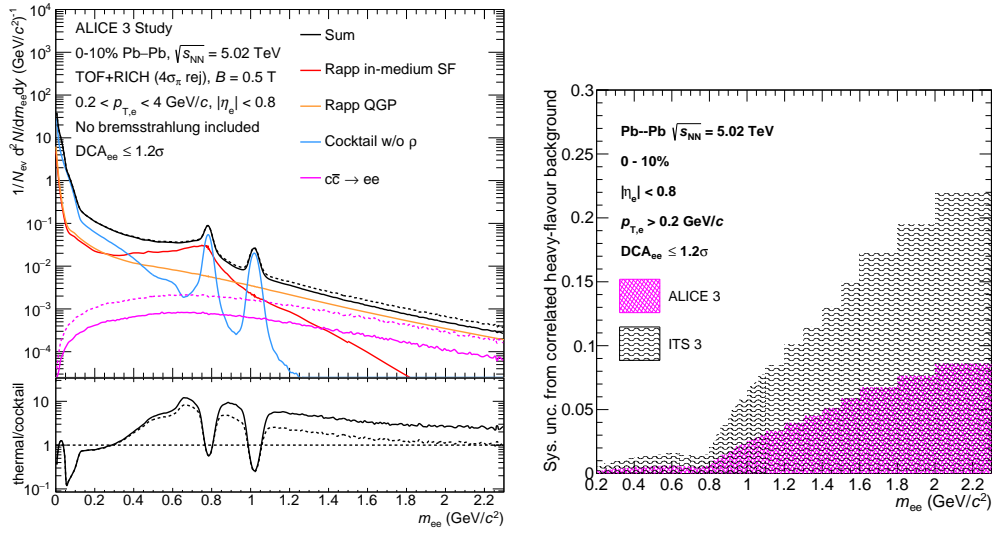 ALICE 3 Study
0-10% Pb–Pb, √sNN = 5.02 TeV
TOF+RICH (4σπ rej), B = 0.5 T
0.2 < pT,e < 4 GeV/c, |ηe| < 0.8
No bremsstrahlung included
DCAee ≤ 1.2σ
Sum
Rapp in-medium SF
Rapp QGP
Cocktail w/o ρ
cc̄ → ee
1/Nev d²N/dmeedy (GeV/c²)⁻¹
10⁴
10³
10²
10
1
10⁻¹
10⁻²
10⁻³
10⁻⁴
thermal/cocktail
10
1
10⁻¹
0 0.2 0.4 0.6 0.8 1 1.2 1.4 1.6 1.8 2 2.2
mee (GeV/c²)
Sys. unc. from correlated heavy-flavour background
0.3
0.25
0.2
0.15
0.1
0.05
0
Pb--Pb √sNN = 5.02 TeV
0 - 10%
|ηe| < 0.8
pT,e > 0.2 GeV/c
DCAee ≤ 1.2σ
ALICE 3
ITS 3
0.2 0.4 0.6 0.8 1 1.2 1.4 1.6 1.8 2 2.2
mee (GeV/c²)